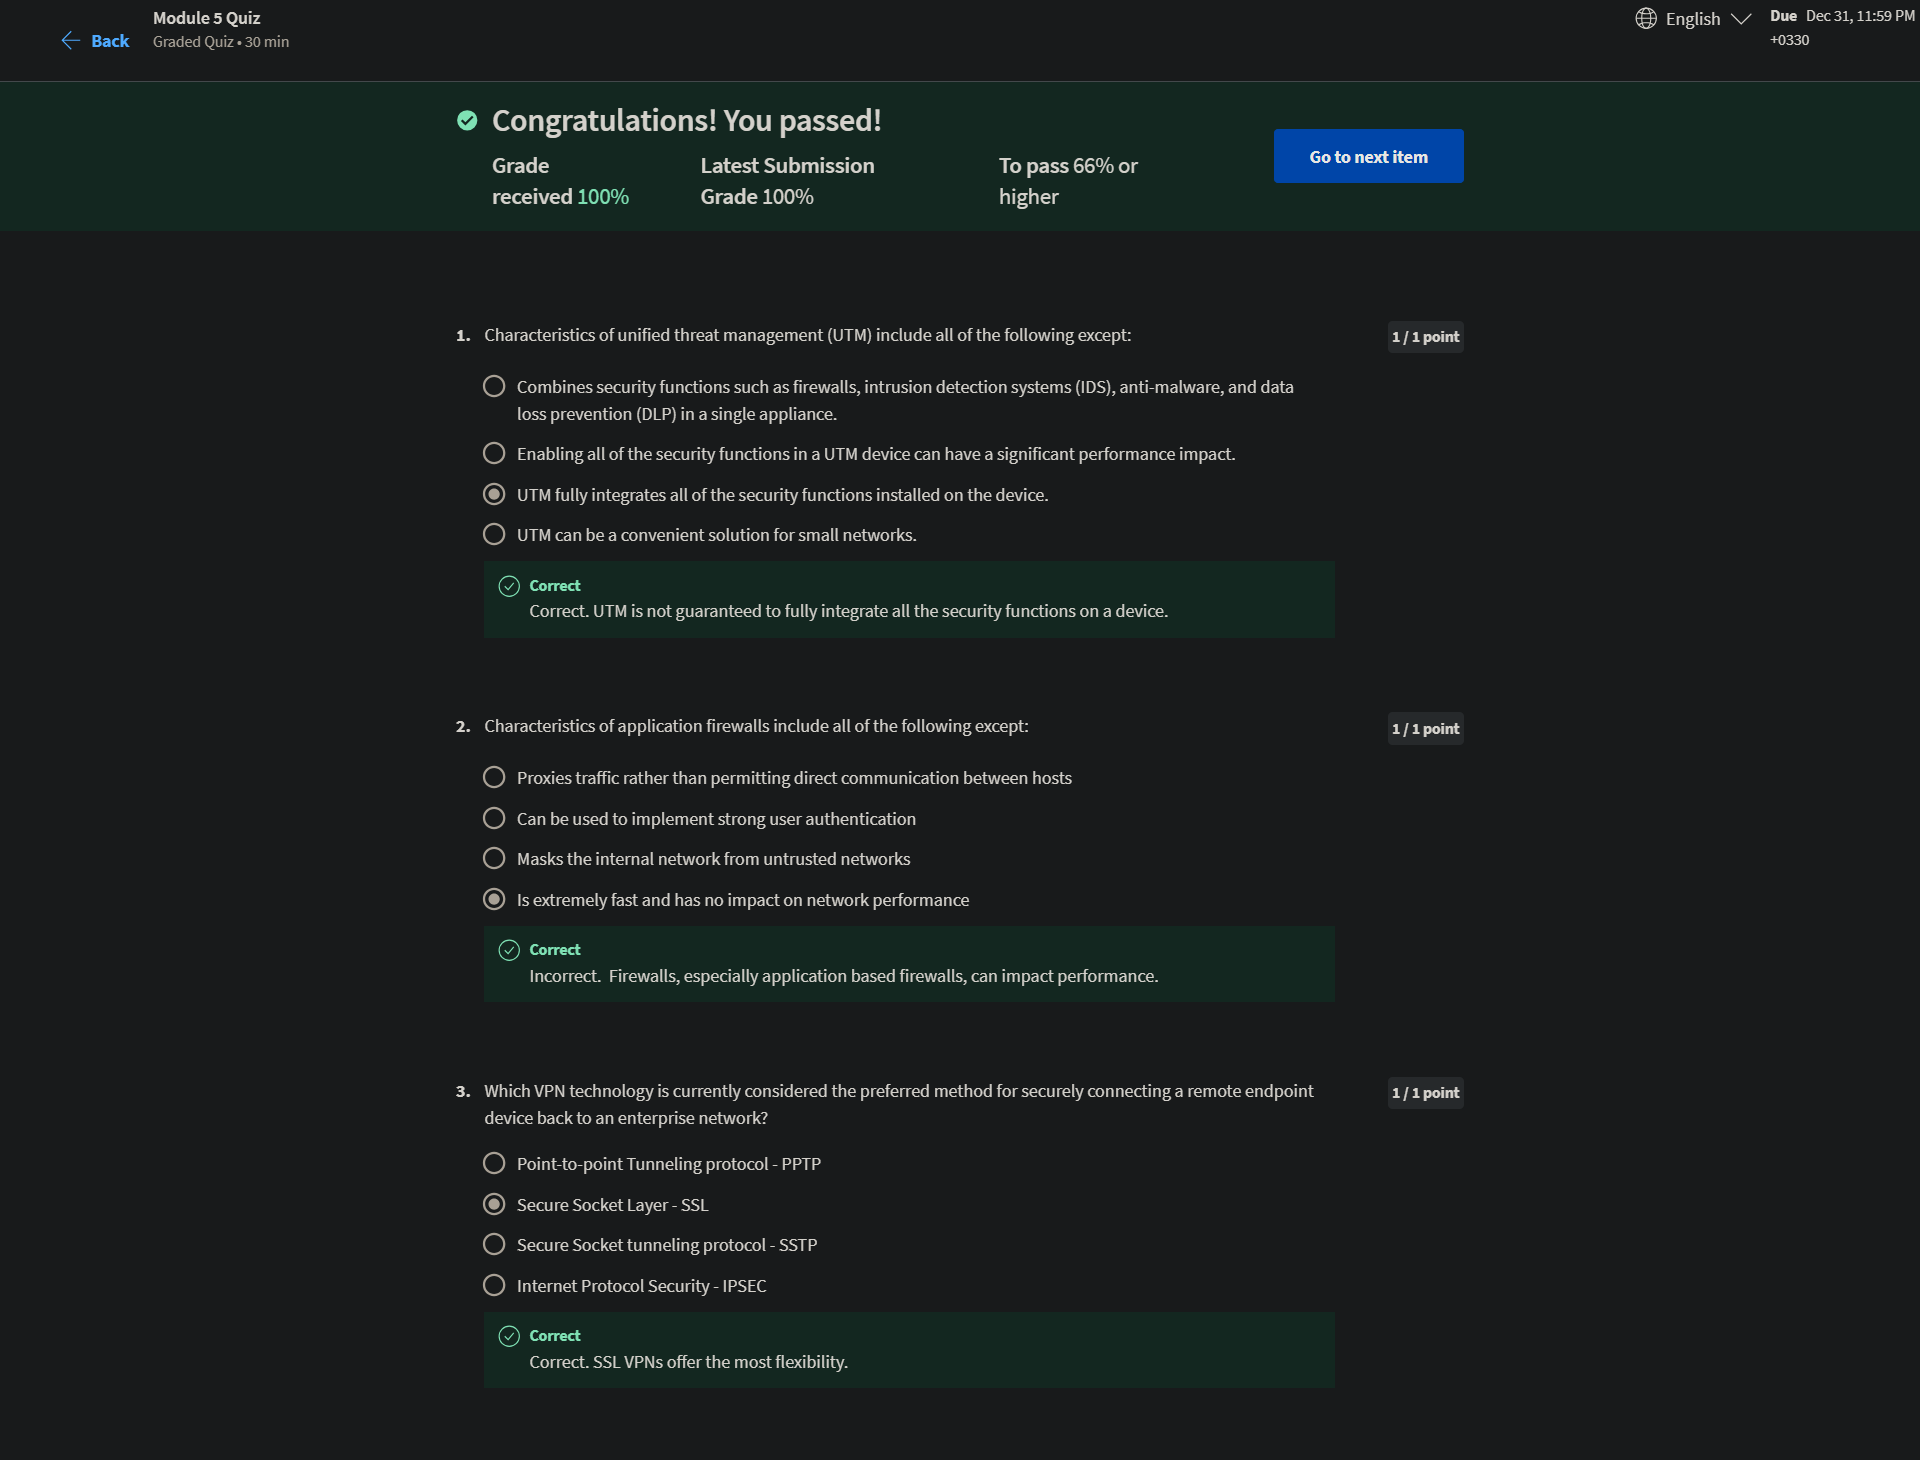 Back
Module 5 Quiz
Graded Quiz • 30 min
English
Due Dec 31, 11:59 PM
+0330
Congratulations! You passed!
Grade
received 100%
Latest Submission
Grade 100%
To pass 66% or
higher
Go to next item
1. Characteristics of unified threat management (UTM) include all of the following except:
1 / 1 point
Combines security functions such as firewalls, intrusion detection systems (IDS), anti-malware, and data
loss prevention (DLP) in a single appliance.
Enabling all of the security functions in a UTM device can have a significant performance impact.
UTM fully integrates all of the security functions installed on the device.
UTM can be a convenient solution for small networks.
Correct
Correct. UTM is not guaranteed to fully integrate all the security functions on a device.
2. Characteristics of application firewalls include all of the following except:
1 / 1 point
Proxies traffic rather than permitting direct communication between hosts
Can be used to implement strong user authentication
Masks the internal network from untrusted networks
Is extremely fast and has no impact on network performance
Correct
Incorrect.  Firewalls, especially application based firewalls, can impact performance.
3. Which VPN technology is currently considered the preferred method for securely connecting a remote endpoint
device back to an enterprise network?
1 / 1 point
Point-to-point Tunneling protocol - PPTP
Secure Socket Layer - SSL
Secure Socket tunneling protocol - SSTP
Internet Protocol Security - IPSEC
Correct
Correct. SSL VPNs offer the most flexibility.